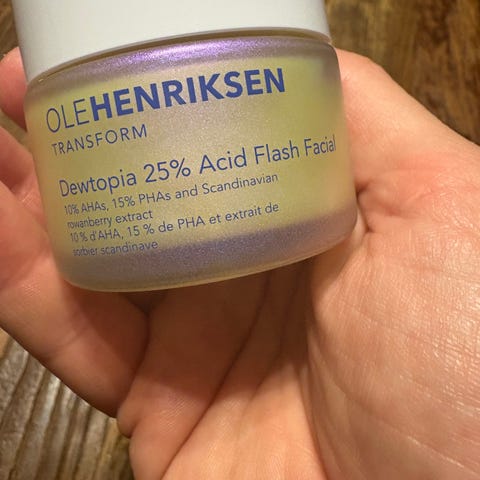 OLEHENRIKSEN
TRANSFORM
Dewtopia 25% Acid Flash Facial
10% AHAs, 15% PHAs and Scandinavian
rowanberry extract
10 % d'AHA, 15 % de PHA et extrait de
sorbier scandinave